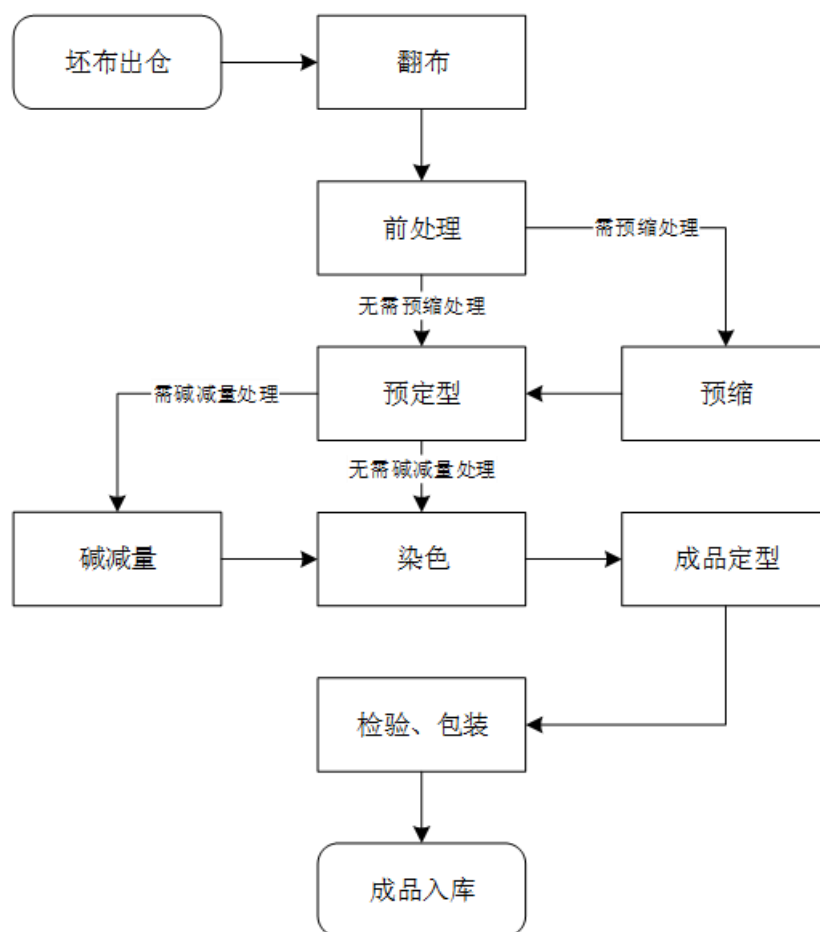 坯布出仓
翻布
前处理
需预缩处理
无需预缩处理
需碱减量处理
预定型
预缩
无需碱减量处理
碱减量
染色
成品定型
检验、包装
成品入库